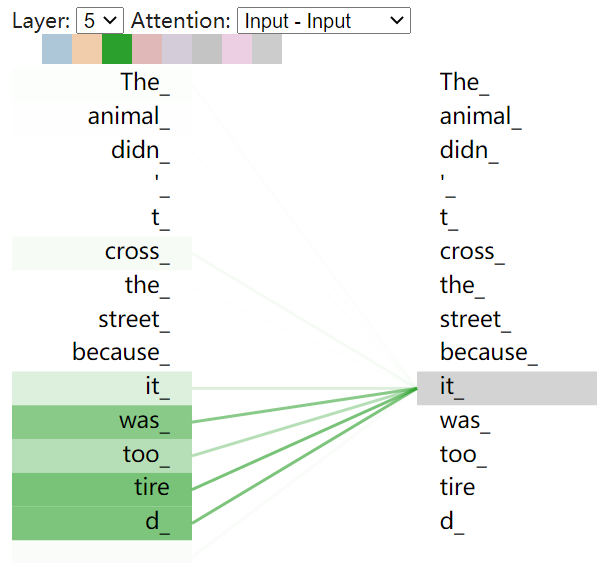 Layer: 5 Attention: Input - Input
The_ The_
animal_ animal_
didn_ didn_
'_ '_
t_ t_
cross_ cross_
the_ the_
street_ street_
because_ because_
it_ it_
was_ was_
too_ too_
tire tire
d_ d_